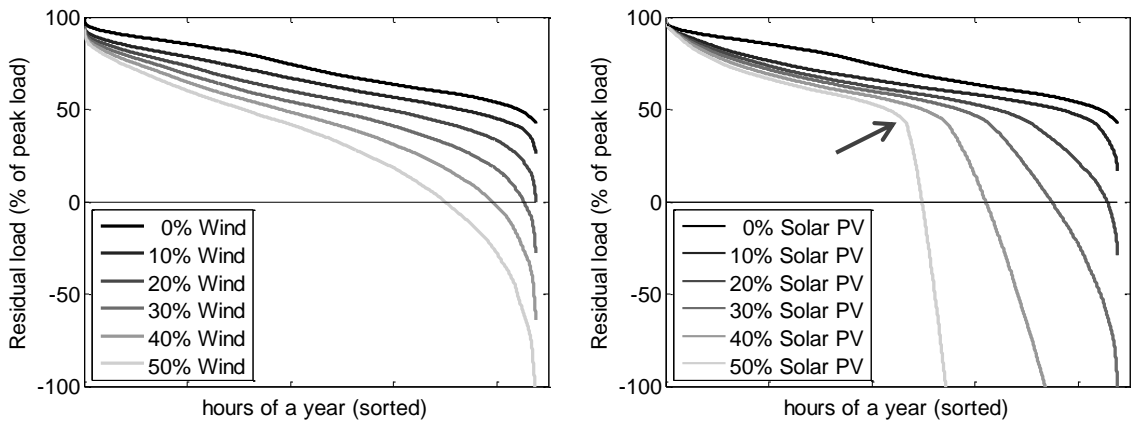 Residual load (% of peak load)
100
50
0
-50
-100
0% Wind
10% Wind
20% Wind
30% Wind
40% Wind
50% Wind
hours of a year (sorted)
Residual load (% of peak load)
100
50
0
-50
-100
0% Solar PV
10% Solar PV
20% Solar PV
30% Solar PV
40% Solar PV
50% Solar PV
hours of a year (sorted)